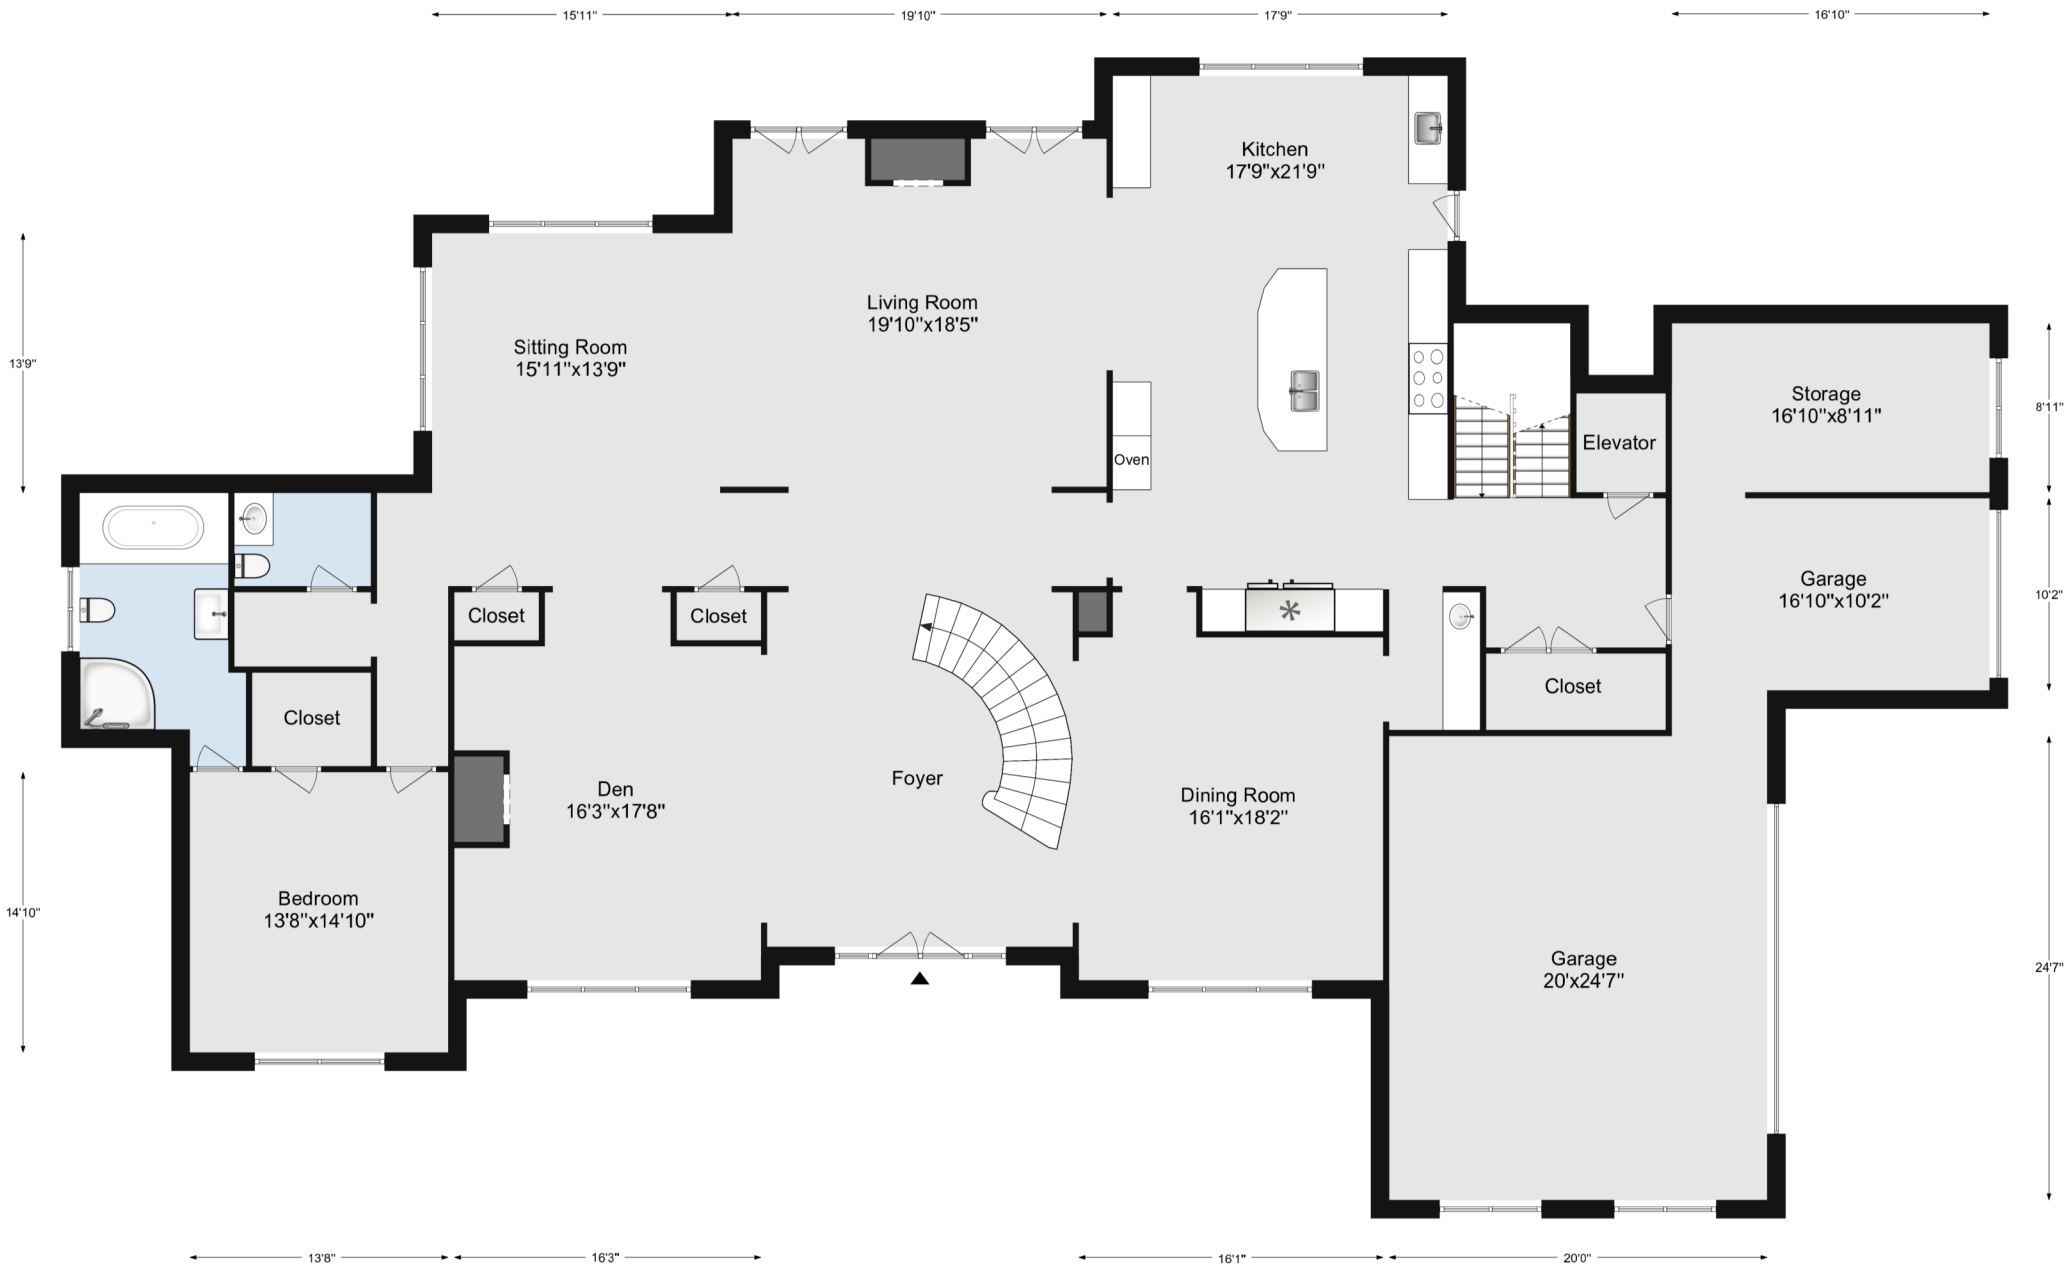 15'11"
19'10"
17'9"
16'10"
Kitchen
17'9"x21'9"
Living Room
19'10"x18'5"
Sitting Room
15'11"x13'9"
13'9"
Storage
16'10"x8'11"
8'11"
Elevator
Oven
Garage
16'10"x10'2"
10'2"
Closet
Closet
Closet
Closet
Foyer
Den
16'3"x17'8"
Dining Room
16'1"x18'2"
Bedroom
13'8"x14'10"
14'10"
Garage
20'x24'7"
24'7"
13'8"
16'3"
16'1"
20'0"